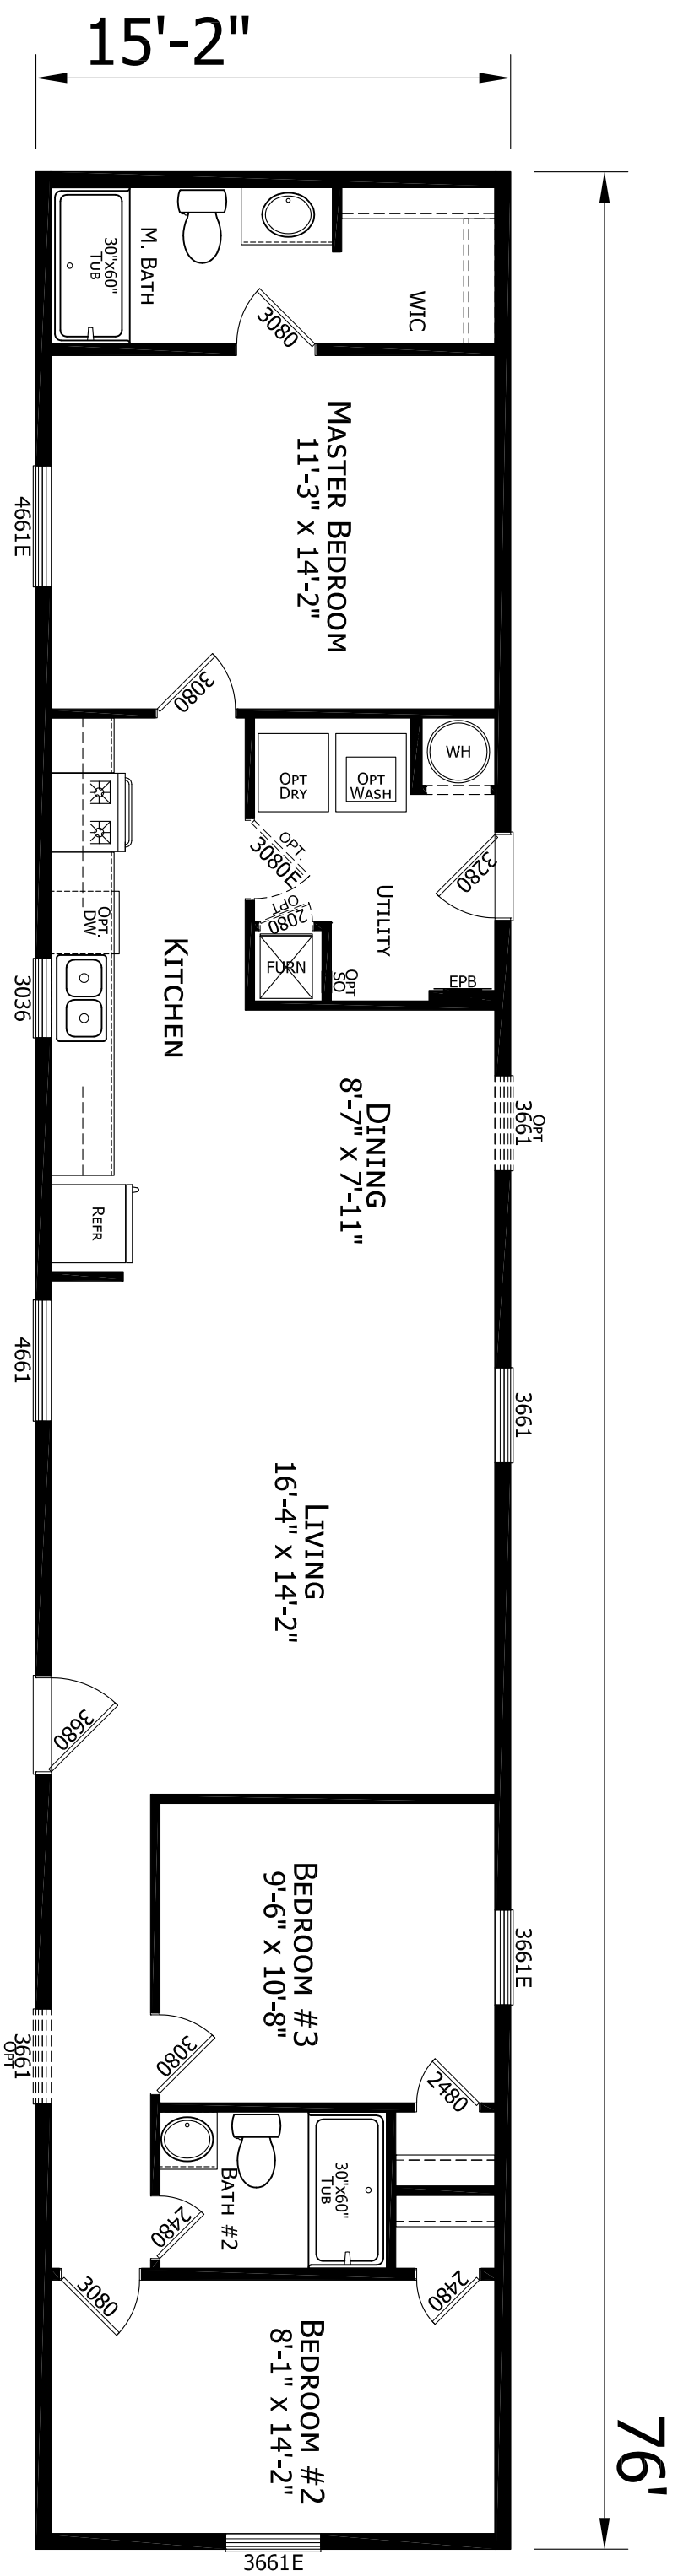 15'-2"
76'
30"x60"
TUB
M. BATH
WIC
3080
MASTER BEDROOM
11'-3" x 14'-2"
4661E
3080
OPT
DRY
OPT
WASH
WH
OPT.
3080E
OPT
2080
FURN
UTILITY
3280
OPT
SO
EPB
OPT.
DW
KITCHEN
3036
REFR
DINING
8'-7" x 7'-11"
OPT
3661
4661
3661
LIVING
16'-4" x 14'-2"
3680
BEDROOM #3
9'-6" x 10'-8"
3661E
3080
2480
3661
OPT
BATH #2
30"x60"
TUB
2480
3080
2480
BEDROOM #2
8'-1" x 14'-2"
3661E